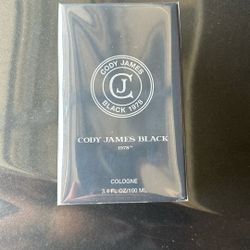 CODY JAMES
CJ
BLACK 1978
CODY JAMES BLACK
1978™
COLOGNE
3.4 FL OZ/100 ML